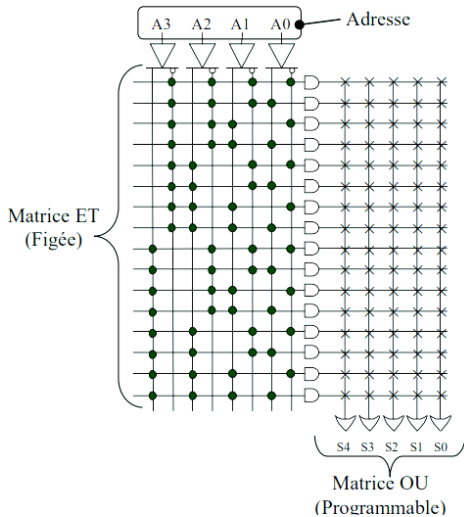 A3 A2 A1 A0
Adresse
Matrice ET
(Figée)
S4 S3 S2 S1 S0
Matrice OU
(Programmable)